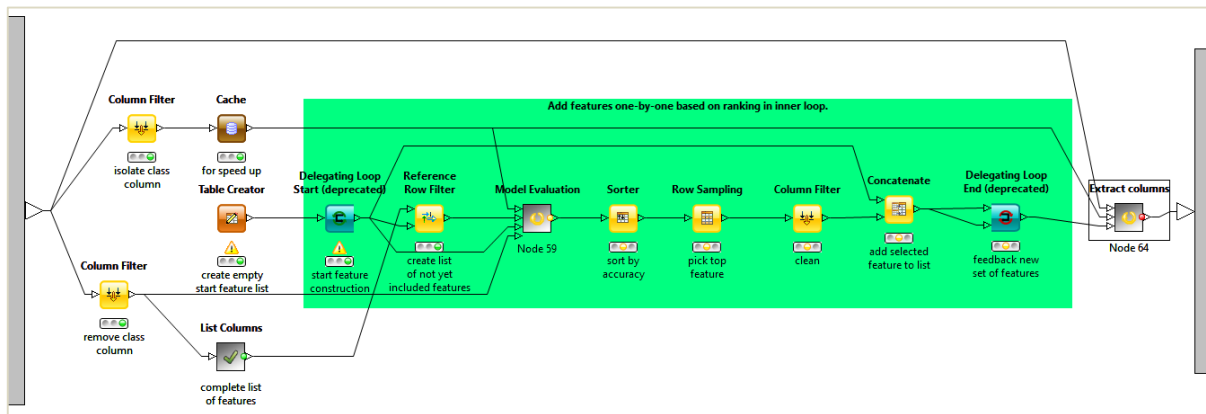 Add features one-by-one based on ranking in inner loop.
Column Filter
isolate class
column
Cache
for speed up
Table Creator
create empty
start feature list
Delegating Loop
Start (deprecated)
start feature
construction
Reference
Row Filter
create list
of not yet
included features
Model Evaluation
Node 59
Sorter
sort by
accuracy
Row Sampling
pick top
feature
Column Filter
clean
Concatenate
add selected
feature to list
Delegating Loop
End (deprecated)
feedback new
set of features
Extract columns
Node 64
Column Filter
remove class
column
List Columns
complete list
of features